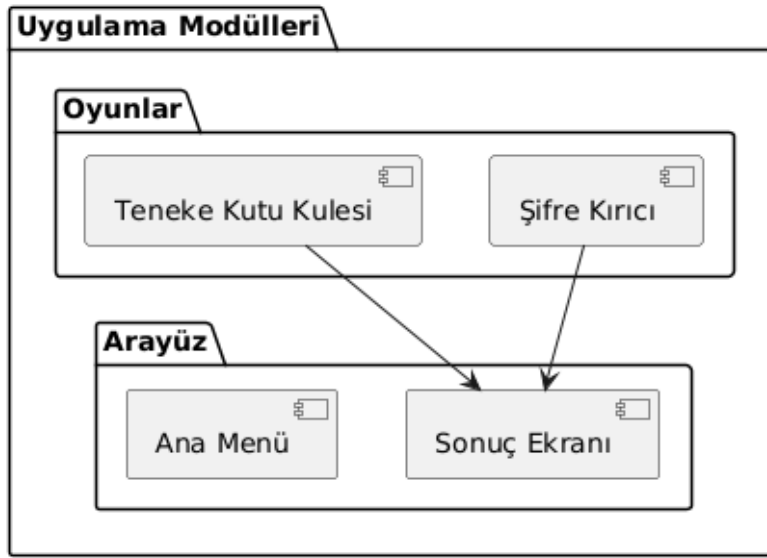 Uygulama Modülleri
Oyunlar
Teneke Kutu Kulesi
Şifre Kırıcı
Arayüz
Ana Menü
Sonuç Ekranı